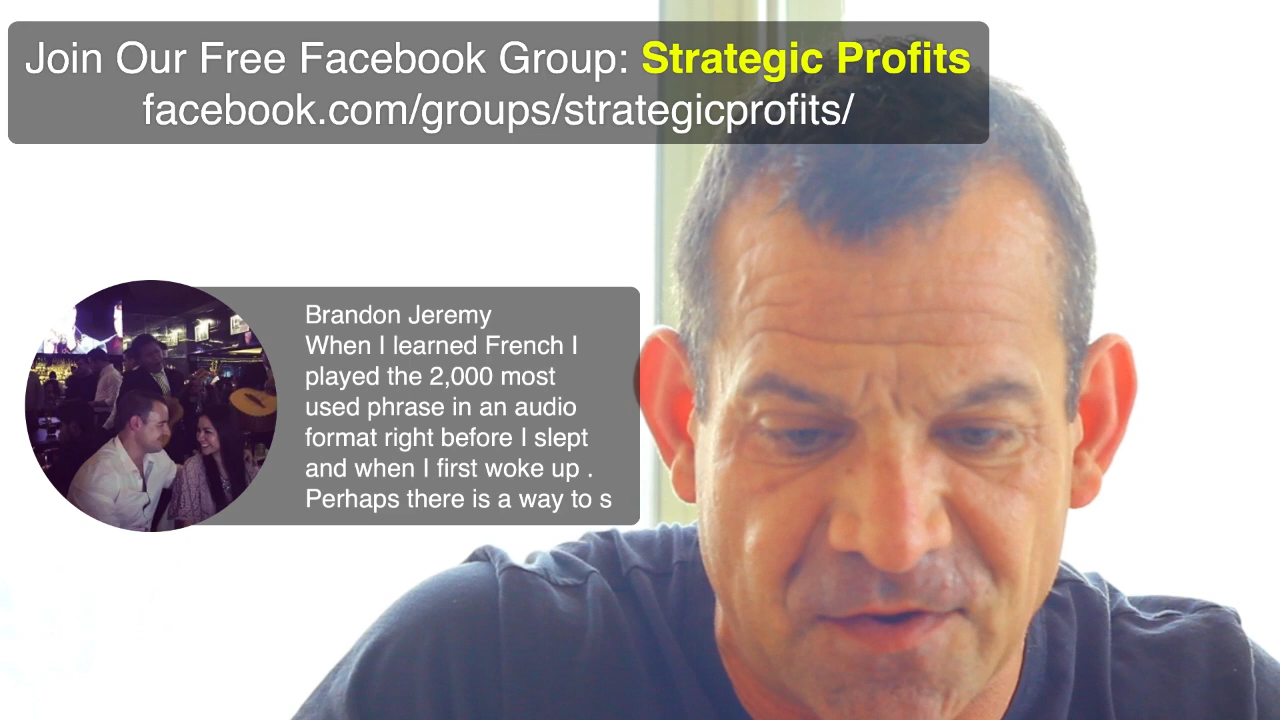 Join Our Free Facebook Group: Strategic Profits
facebook.com/groups/strategicprofits/
Brandon Jeremy
When I learned French I
played the 2,000 most
used phrase in an audio
format right before I slept
and when I first woke up .
Perhaps there is a way to s